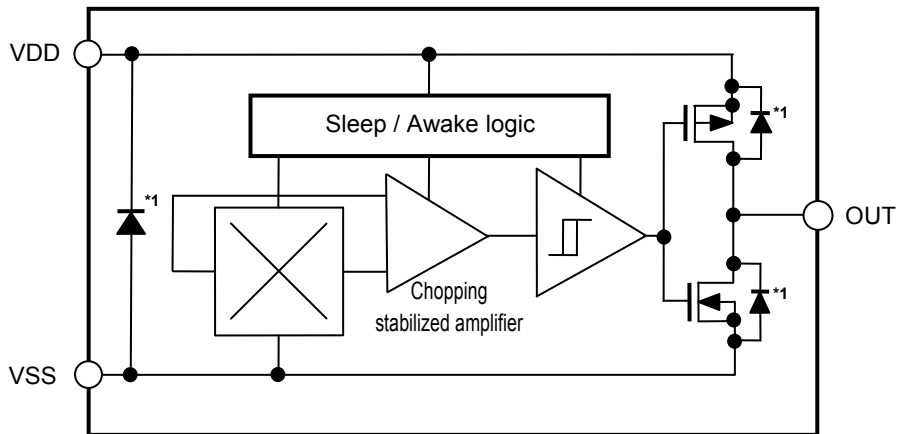 VDD
Sleep / Awake logic
*1
*1
OUT
Chopping
stabilized amplifier
*1
VSS